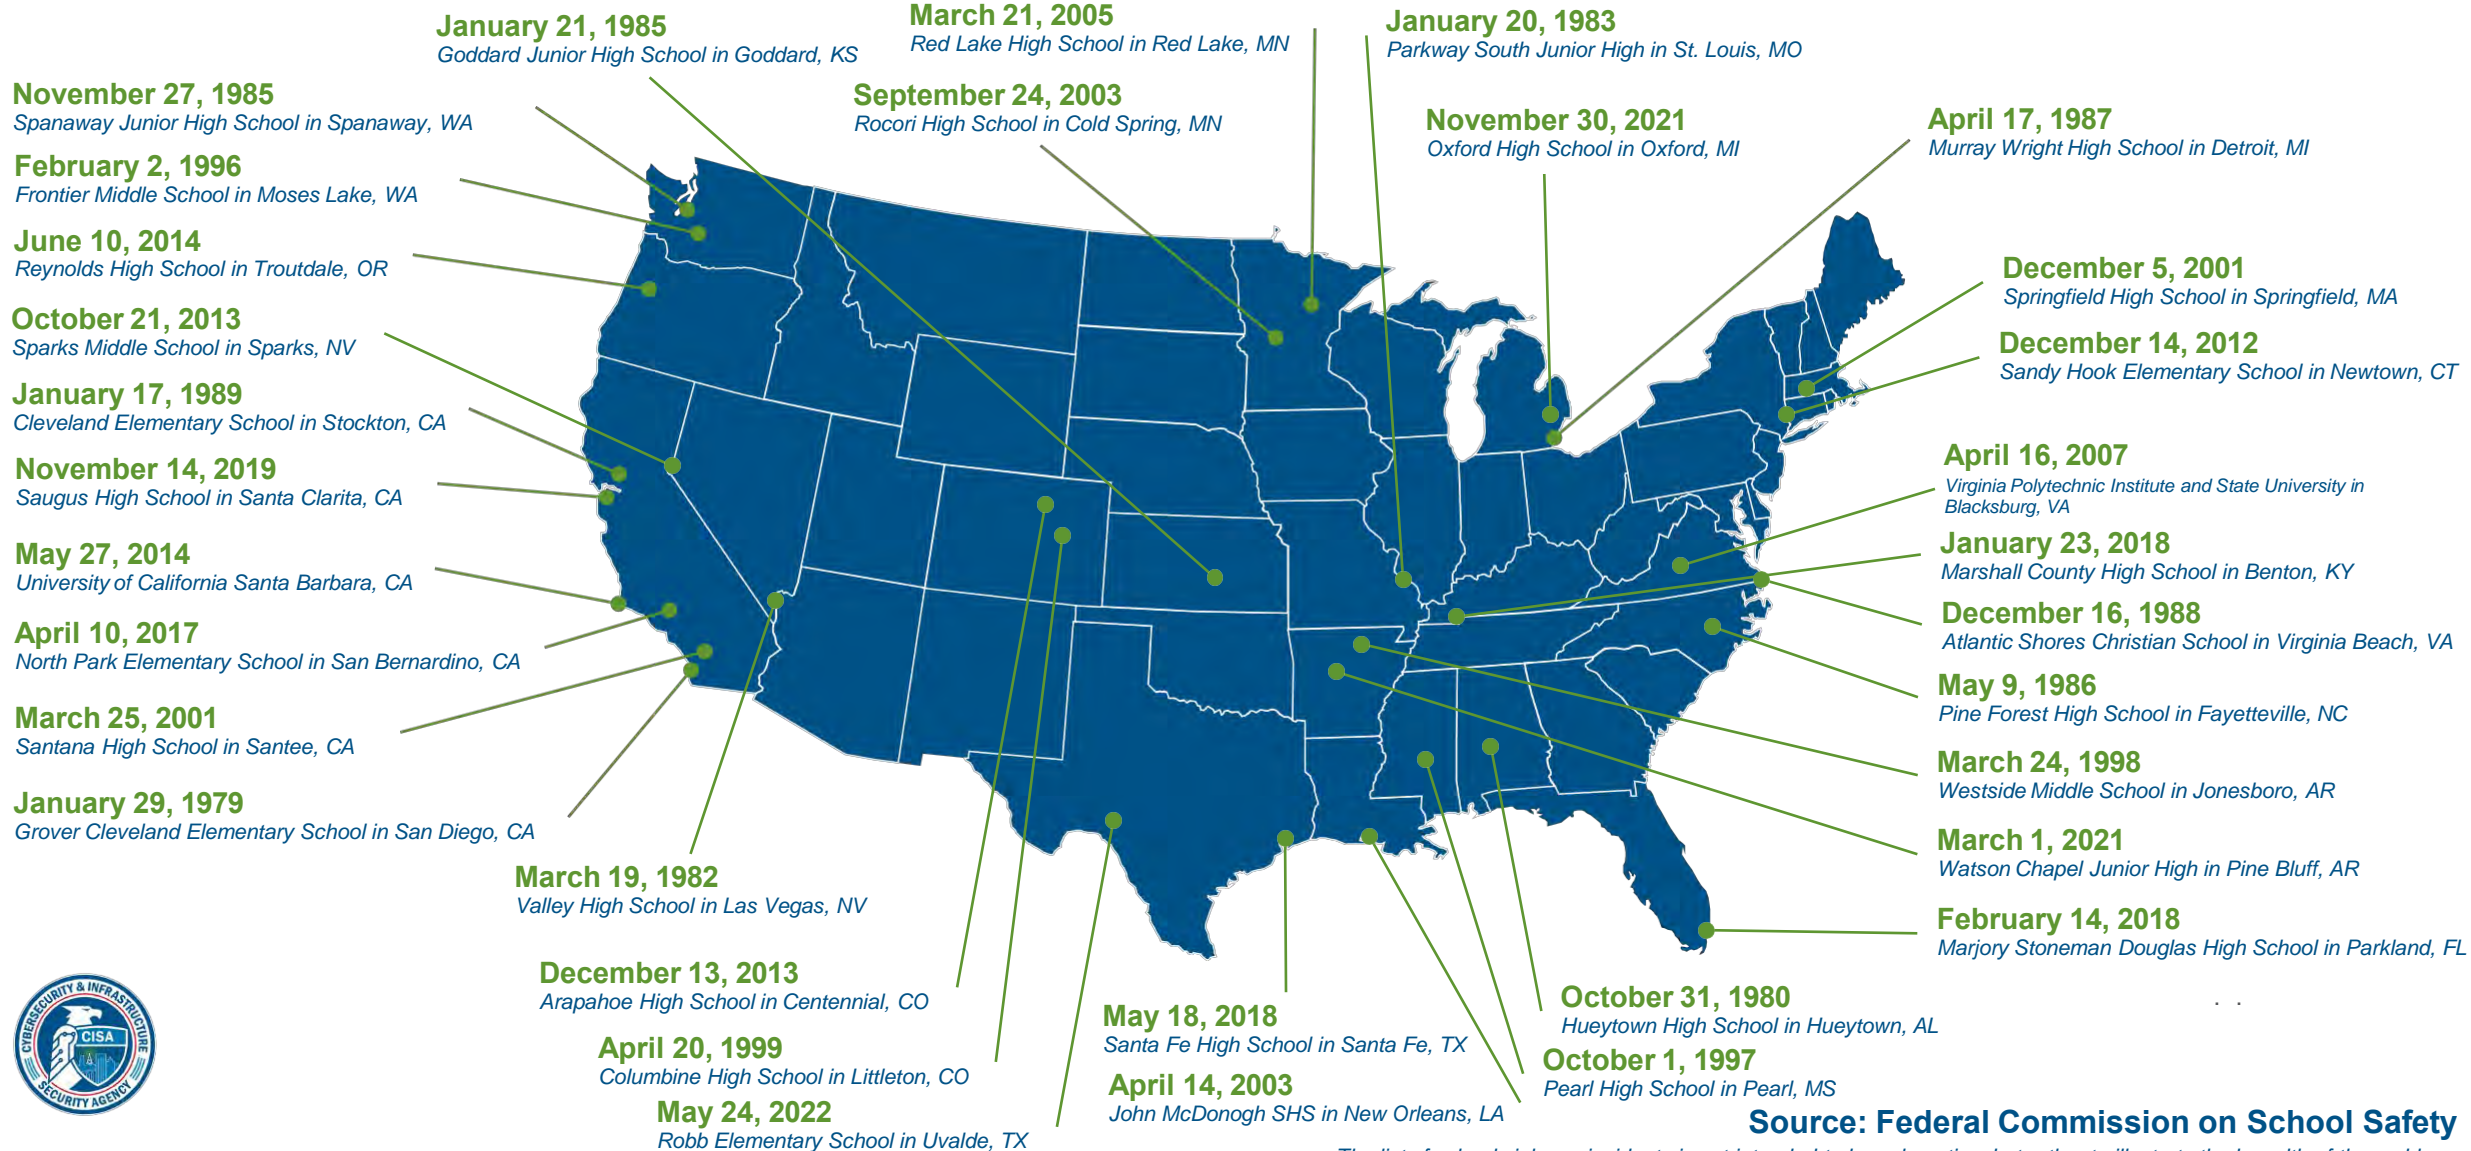 January 21, 1985
Goddard Junior High School in Goddard, KS
March 21, 2005
Red Lake High School in Red Lake, MN
January 20, 1983
Parkway South Junior High in St. Louis, MO
November 27, 1985
Spanaway Junior High School in Spanaway, WA
September 24, 2003
Rocori High School in Cold Spring, MN
November 30, 2021
Oxford High School in Oxford, MI
April 17, 1987
Murray Wright High School in Detroit, MI
February 2, 1996
Frontier Middle School in Moses Lake, WA
June 10, 2014
Reynolds High School in Troutdale, OR
October 21, 2013
Sparks Middle School in Sparks, NV
January 17, 1989
Cleveland Elementary School in Stockton, CA
November 14, 2019
Saugus High School in Santa Clarita, CA
May 27, 2014
University of California Santa Barbara, CA
April 10, 2017
North Park Elementary School in San Bernardino, CA
March 25, 2001
Santana High School in Santee, CA
January 29, 1979
Grover Cleveland Elementary School in San Diego, CA
December 5, 2001
Springfield High School in Springfield, MA
December 14, 2012
Sandy Hook Elementary School in Newtown, CT
April 16, 2007
Virginia Polytechnic Institute and State University in
Blacksburg, VA
January 23, 2018
Marshall County High School in Benton, KY
December 16, 1988
Atlantic Shores Christian School in Virginia Beach, VA
May 9, 1986
Pine Forest High School in Fayetteville, NC
March 24, 1998
Westside Middle School in Jonesboro, AR
March 1, 2021
Watson Chapel Junior High in Pine Bluff, AR
February 14, 2018
Marjory Stoneman Douglas High School in Parkland, FL
March 19, 1982
Valley High School in Las Vegas, NV
December 13, 2013
Arapahoe High School in Centennial, CO
April 20, 1999
Columbine High School in Littleton, CO
May 24, 2022
Robb Elementary School in Uvalde, TX
May 18, 2018
Santa Fe High School in Santa Fe, TX
April 14, 2003
John McDonogh SHS in New Orleans, LA
October 31, 1980
Hueytown High School in Hueytown, AL
October 1, 1997
Pearl High School in Pearl, MS
CYBERSECURITY & INFRASTRUCTURE
CISA
SECURITY AGENCY
Source: Federal Commission on School Safety